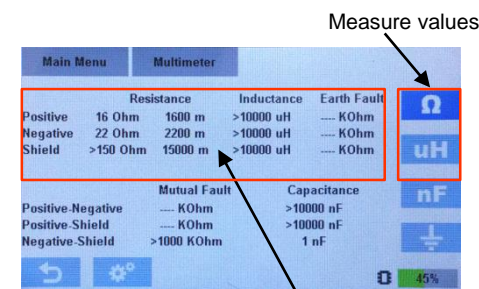 Measure values
Main Menu Multimeter
Resistance Inductance Earth Fault
Positive 16 Ohm 1600 m >10000 uH ---- KOhm
Negative 22 Ohm 2200 m >10000 uH ---- KOhm
Shield >150 Ohm 15000 m >10000 uH ---- KOhm
Ω
uH
Mutual Fault Capacitance
Positive-Negative ---- KOhm >10000 nF
Positive-Shield ---- KOhm >10000 nF
Negative-Shield >1000 KOhm 1 nF
nF
45%